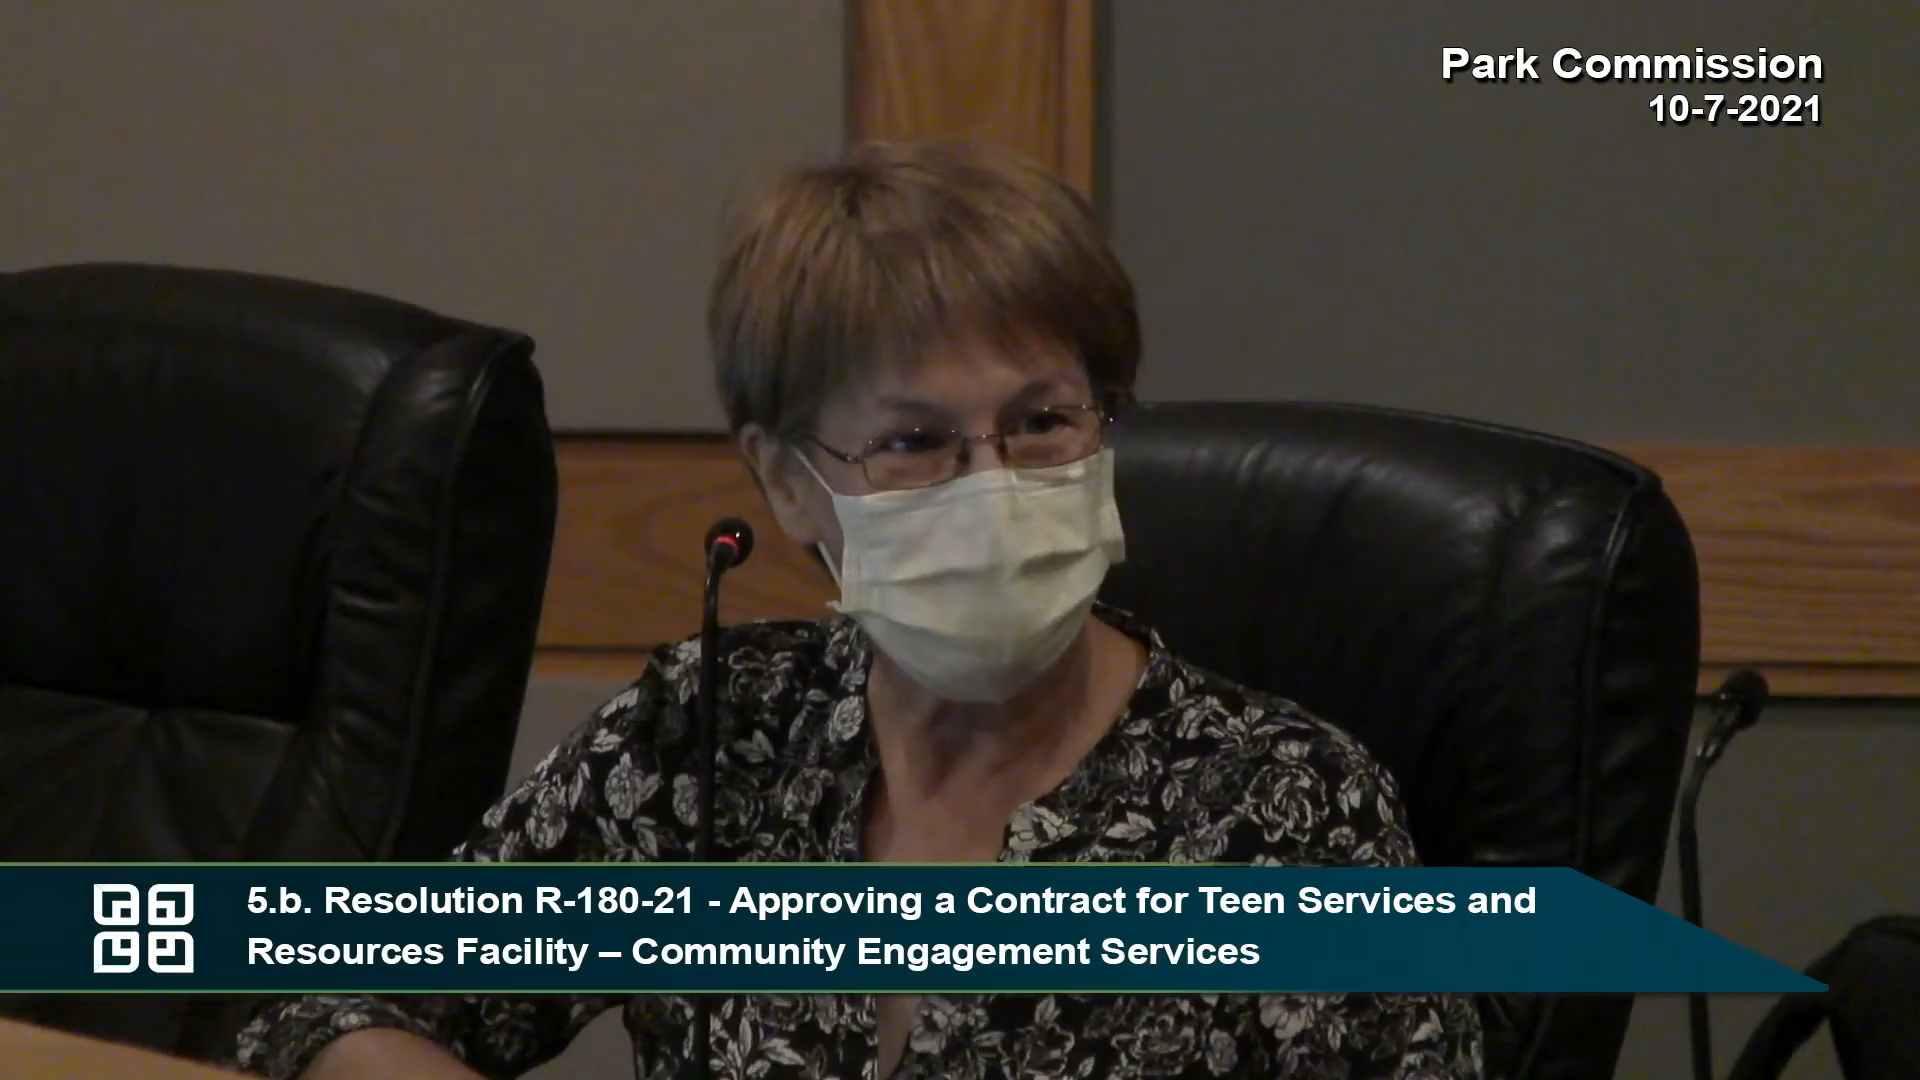 Park Commission
10-7-2021
5.b. Resolution R-180-21 - Approving a Contract for Teen Services and
Resources Facility – Community Engagement Services